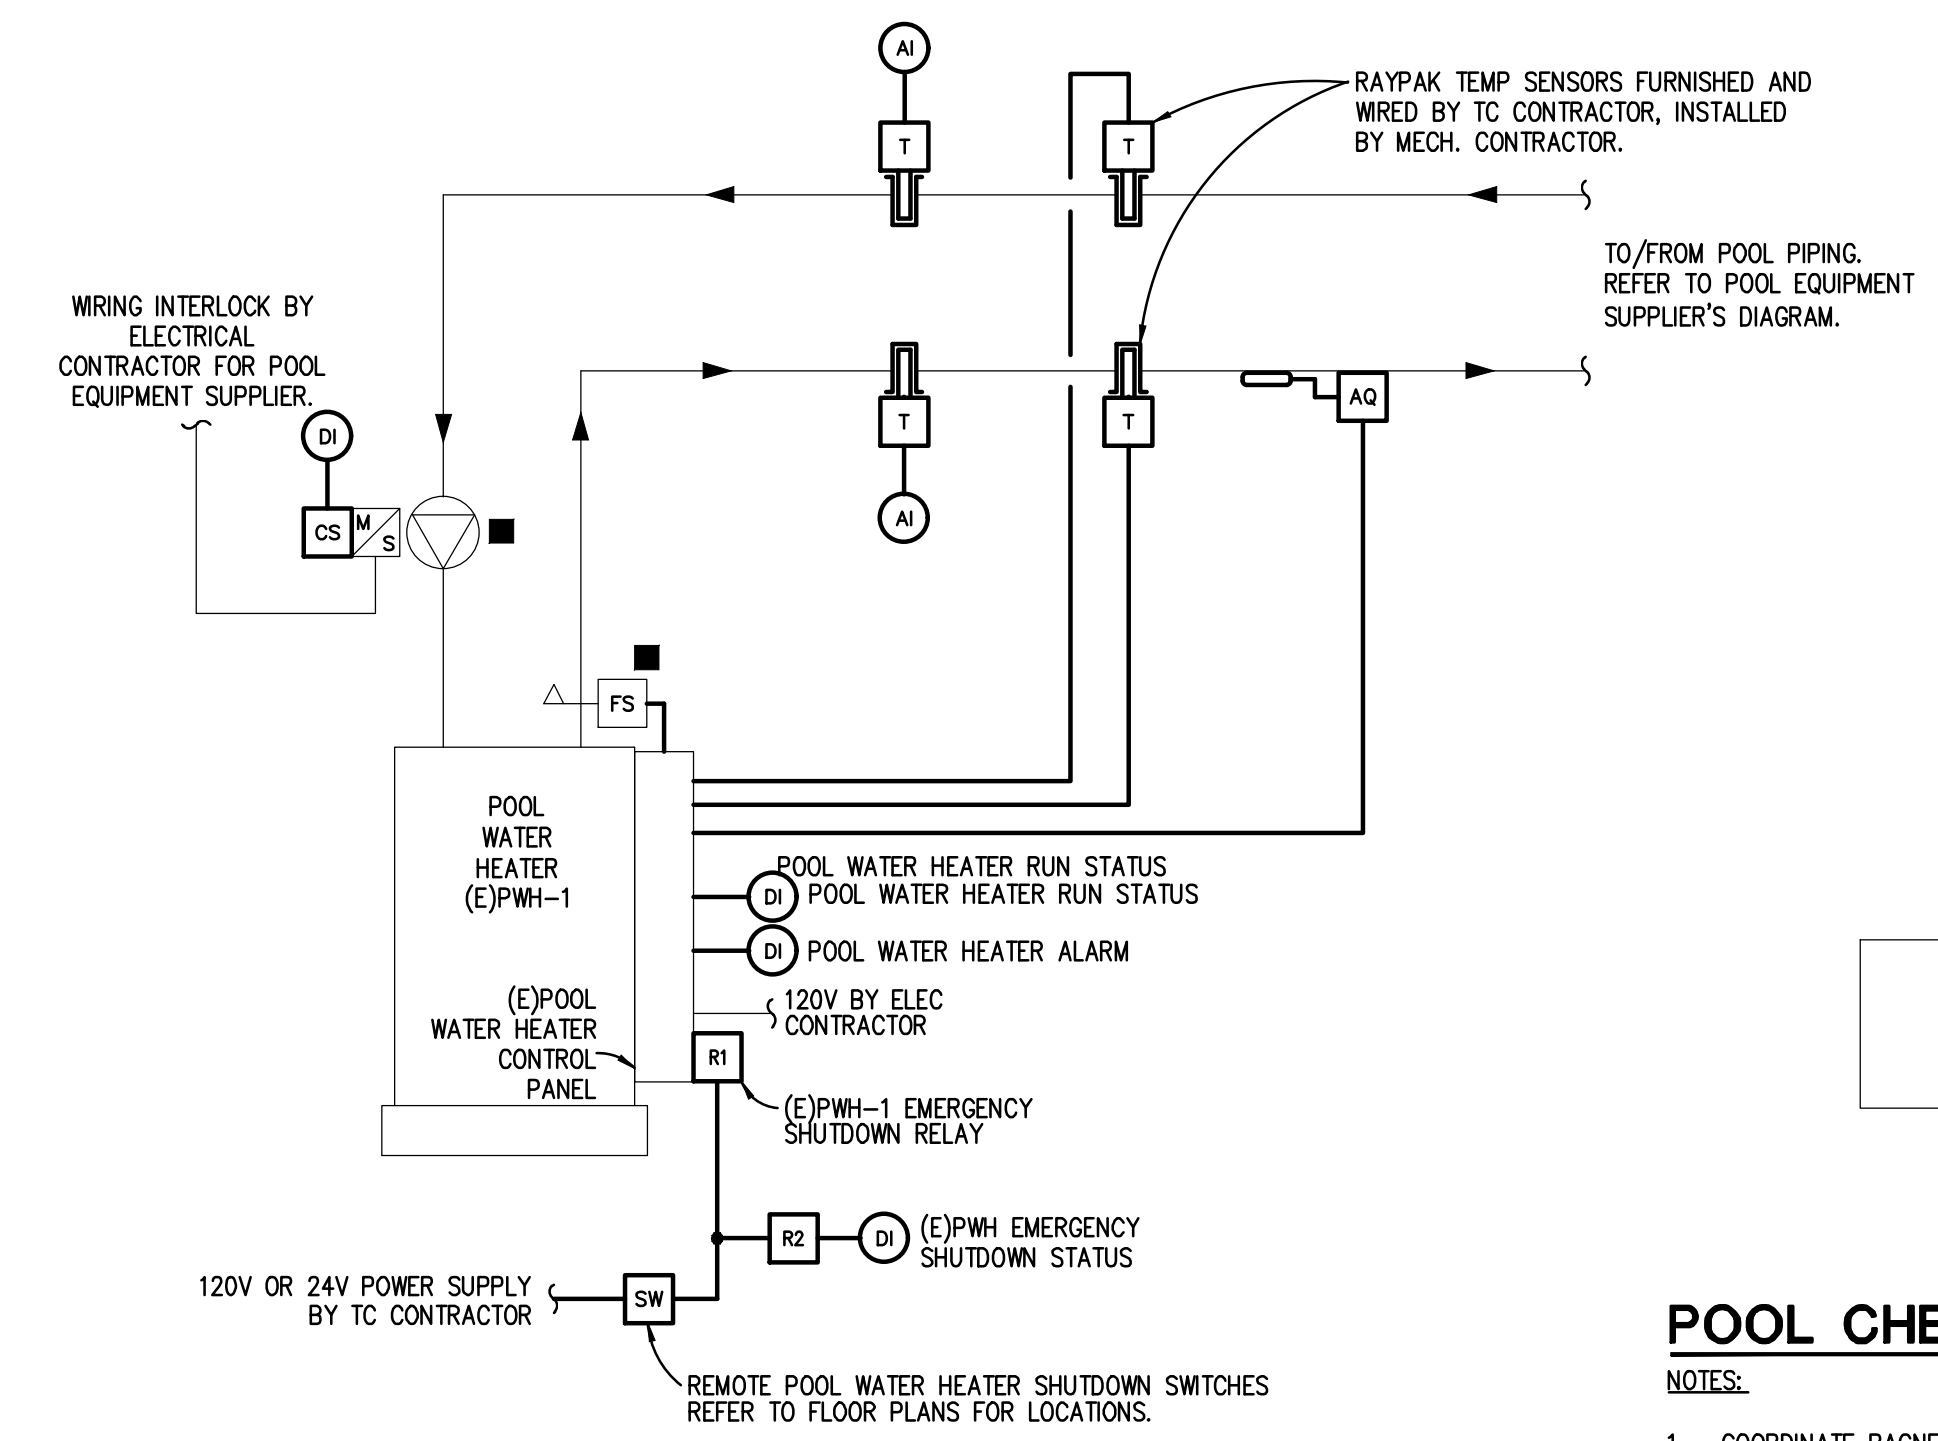 AI
RAYPAK TEMP SENSORS FURNISHED AND
WIRED BY TC CONTRACTOR, INSTALLED
BY MECH. CONTRACTOR.
T
T
TO/FROM POOL PIPING.
REFER TO POOL EQUIPMENT
SUPPLIER'S DIAGRAM.
WIRING INTERLOCK BY
ELECTRICAL
CONTRACTOR FOR POOL
EQUIPMENT SUPPLIER.
T
T
AQ
DI
AI
CS
M
S
FS
POOL
WATER
HEATER
(E)PWH-1
POOL WATER HEATER RUN STATUS
DI POOL WATER HEATER RUN STATUS
DI POOL WATER HEATER ALARM
(E)POOL
WATER HEATER
CONTROL
PANEL
120V BY ELEC
CONTRACTOR
R1
(E)PWH-1 EMERGENCY
SHUTDOWN RELAY
R2
DI
(E)PWH EMERGENCY
SHUTDOWN STATUS
120V OR 24V POWER SUPPLY
BY TC CONTRACTOR
SW
REMOTE POOL WATER HEATER SHUTDOWN SWITCHES
REFER TO FLOOR PLANS FOR LOCATIONS.
POOL CHE
NOTES:
1 COORDINATE BACNE